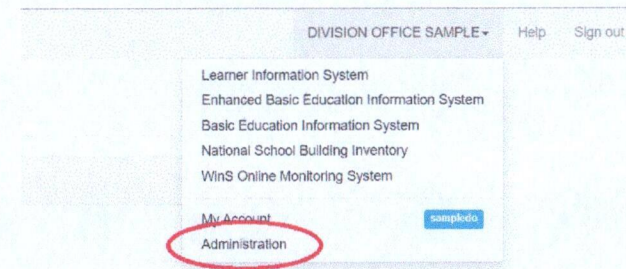 DIVISION OFFICE SAMPLE Help Sign out
Learner Information System
Enhanced Basic Education Information System
Basic Education Information System
National School Building Inventory
WinS Online Monitoring System
My Account sampledo
Administration